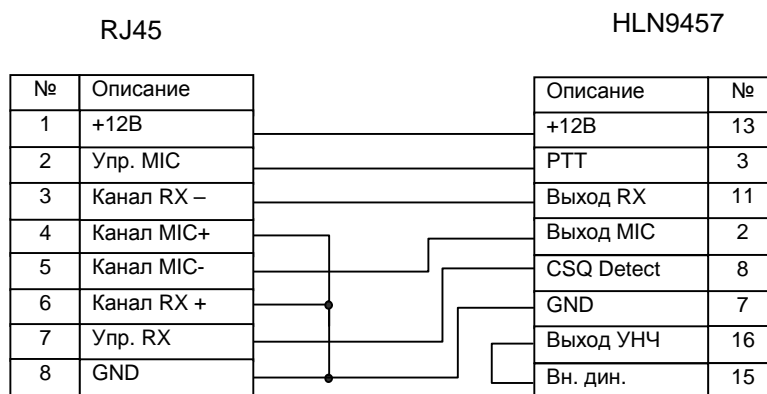 RJ45
HLN9457
№ Описание
1 +12В
2 Упр. MIC
3 Канал RX –
4 Канал MIC+
5 Канал MIC-
6 Канал RX +
7 Упр. RX
8 GND
Описание №
+12В 13
PTT 3
Выход RX 11
Выход MIC 2
CSQ Detect 8
GND 7
Выход УНЧ 16
Вн. дин. 15